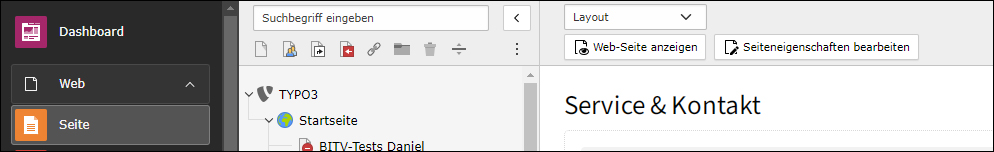 Dashboard
Web
Seite
Suchbegriff eingeben
TYPO3
Startseite
BITV-Tests Daniel
Layout
Web-Seite anzeigen
Seiteneigenschaften bearbeiten
Service & Kontakt